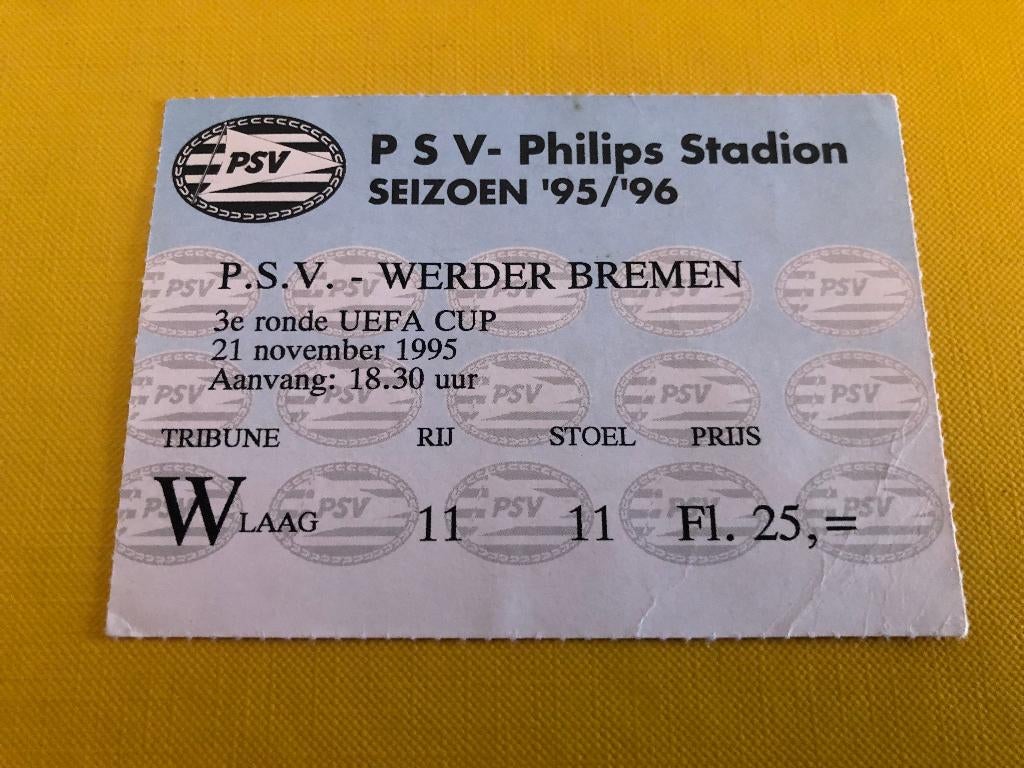 PSV
P S V- Philips Stadion
SEIZOEN '95/'96
P.S.V. - WERDER BREMEN
3e ronde UEFA CUP
21 november 1995
Aanvang: 18.30 uur
TRIBUNE RIJ STOEL PRIJS
W LAAG 11 11 Fl. 25,=